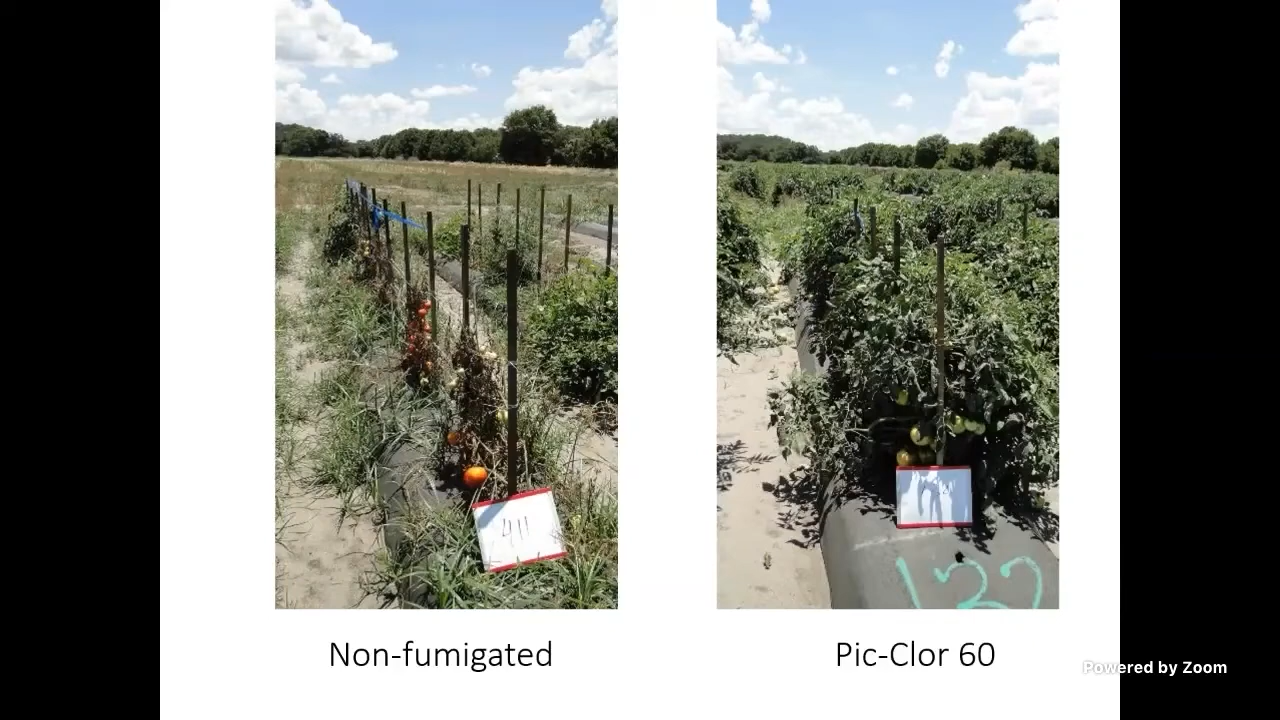 411
132
Non-fumigated
Pic-Clor 60
Powered by Zoom